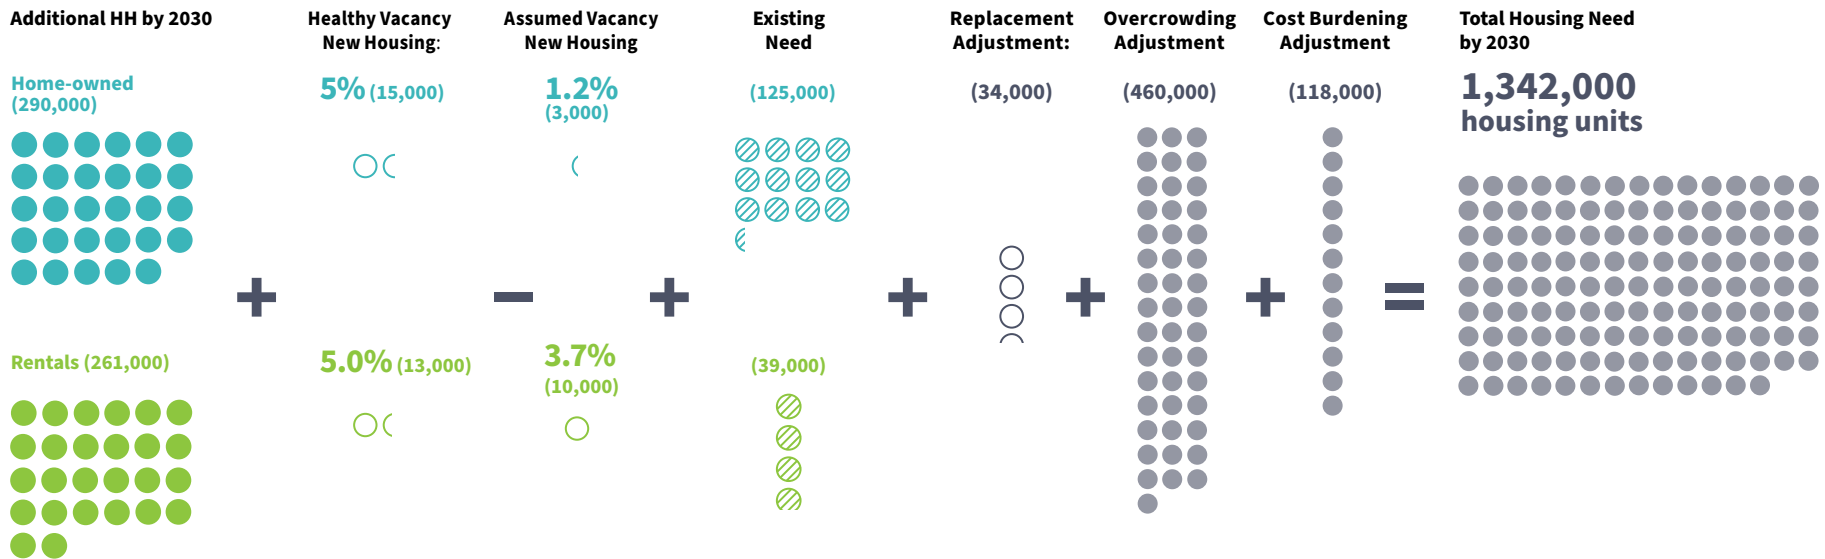 Additional HH by 2030
Home-owned
(290,000)
Rentals (261,000)
+
Healthy Vacancy
New Housing:
5% (15,000)
5.0% (13,000)
–
Assumed Vacancy
New Housing
1.2%
(3,000)
3.7%
(10,000)
+
Existing
Need
(125,000)
(39,000)
+
Replacement
Adjustment:
(34,000)
+
Overcrowding
Adjustment
(460,000)
+
Cost Burdening
Adjustment
(118,000)
=
Total Housing Need
by 2030
1,342,000
housing units